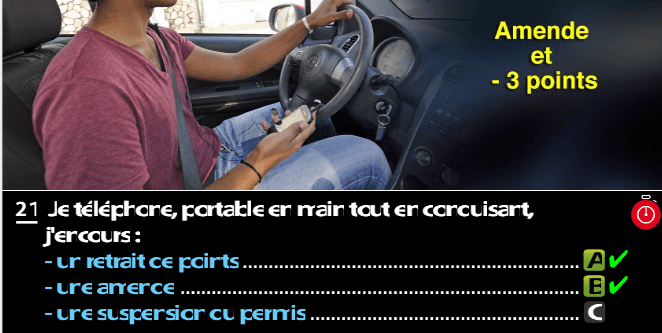 Amende
et
- 3 points
21 Je téléphone, portable en main tout en conduisant,
j'encours :
- un retrait de points A ✔
- une amende B ✔
- une suspension du permis C